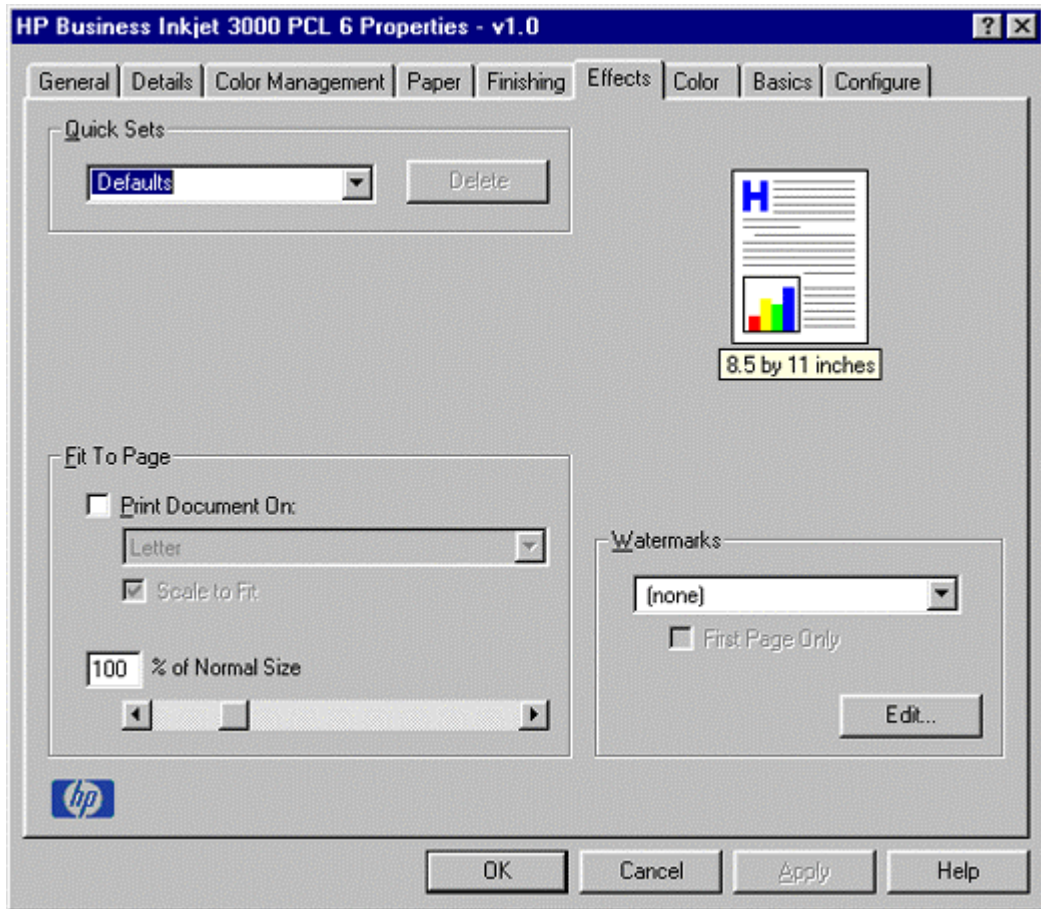 HP Business Inkjet 3000 PCL 6 Properties - v1.0
General Details Color Management Paper Finishing Effects Color Basics Configure
Quick Sets
Defaults Delete
H
8.5 by 11 inches
Fit To Page
Print Document On:
Letter
Scale to Fit
100 % of Normal Size
Watermarks
(none)
First Page Only
Edit...
hp
OK Cancel Apply Help